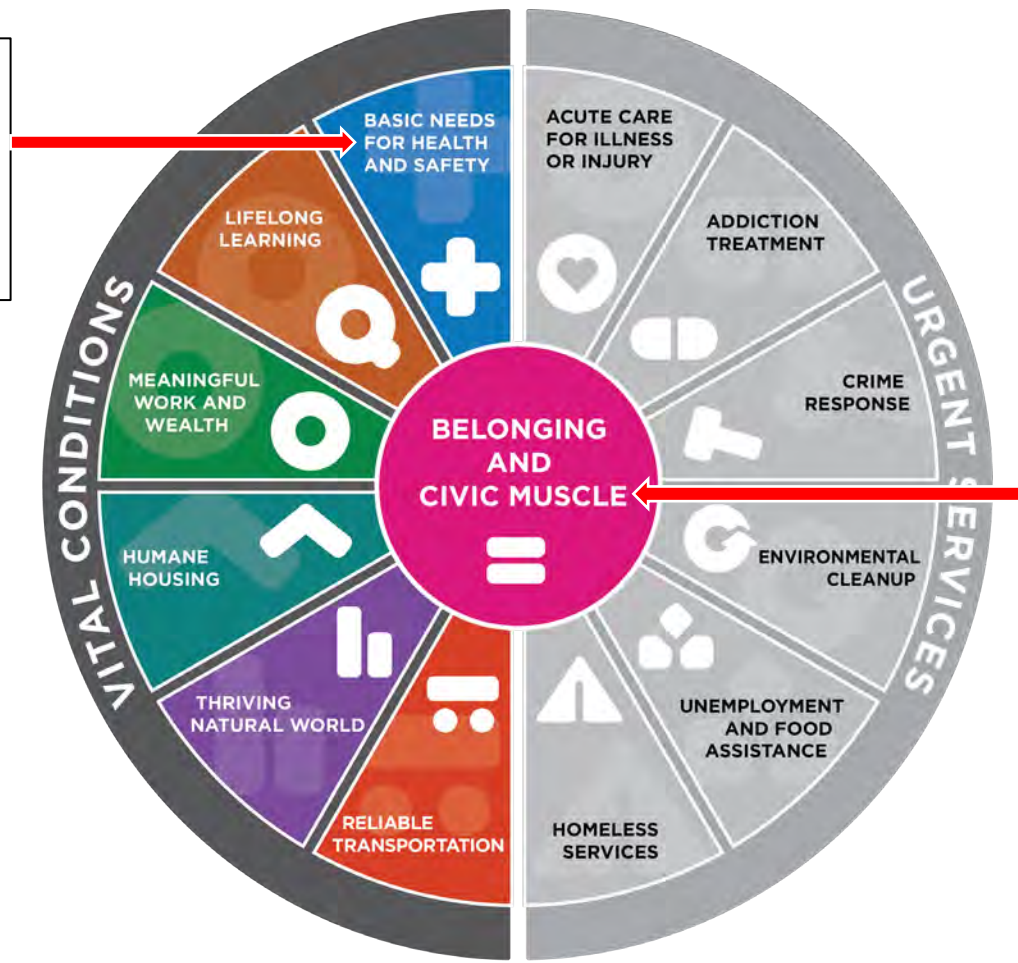 VITAL CONDITIONS
BASIC NEEDS
FOR HEALTH
AND SAFETY
LIFELONG
LEARNING
MEANINGFUL
WORK AND
WEALTH
HUMANE
HOUSING
THRIVING
NATURAL WORLD
RELIABLE
TRANSPORTATION
BELONGING
AND
CIVIC MUSCLE
URGENT SERVICES
ACUTE CARE
FOR ILLNESS
OR INJURY
ADDICTION
TREATMENT
CRIME
RESPONSE
ENVIRONMENTAL
CLEANUP
UNEMPLOYMENT
AND FOOD
ASSISTANCE
HOMELESS
SERVICES